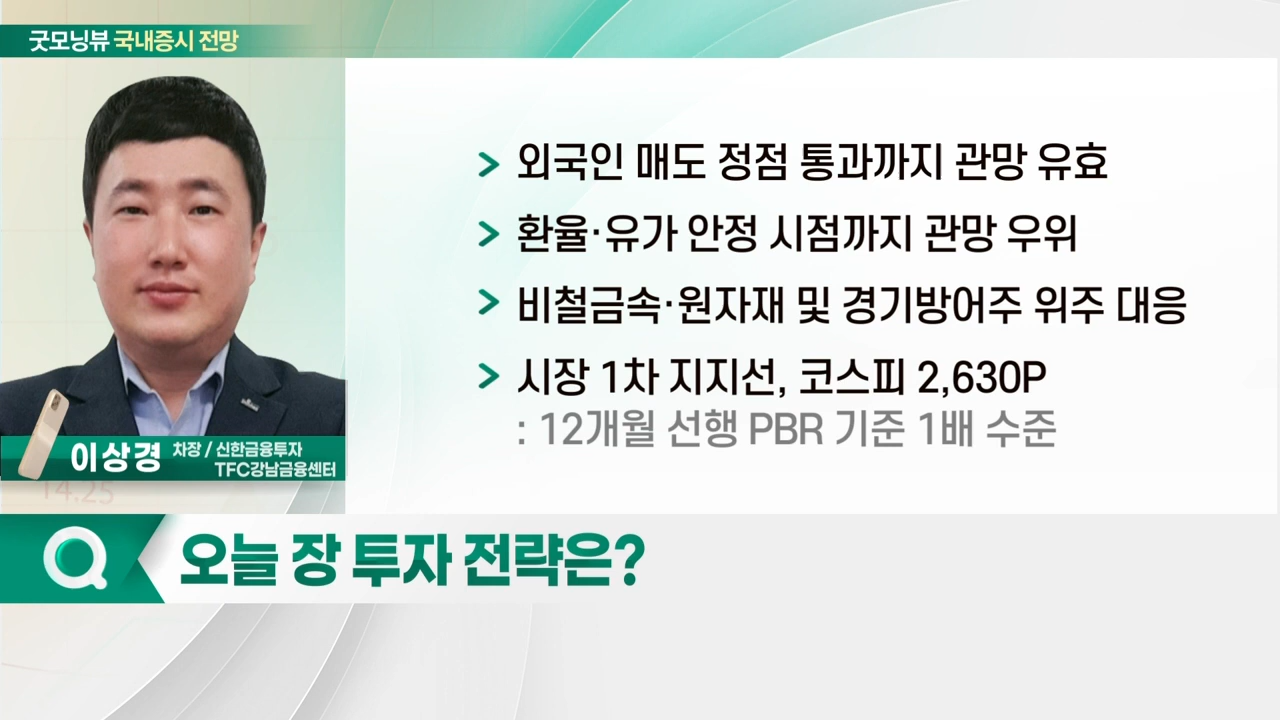 굿모닝뷰 국내증시 전망
> 외국인 매도 정점 통과까지 관망 유효
> 환율·유가 안정 시점까지 관망 우위
> 비철금속·원자재 및 경기방어주 위주 대응
> 시장 1차 지지선, 코스피 2,630P
: 12개월 선행 PBR 기준 1배 수준
이상경 차장 / 신한금융투자
TFC강남금융센터
14.25
Q 오늘 장 투자 전략은?